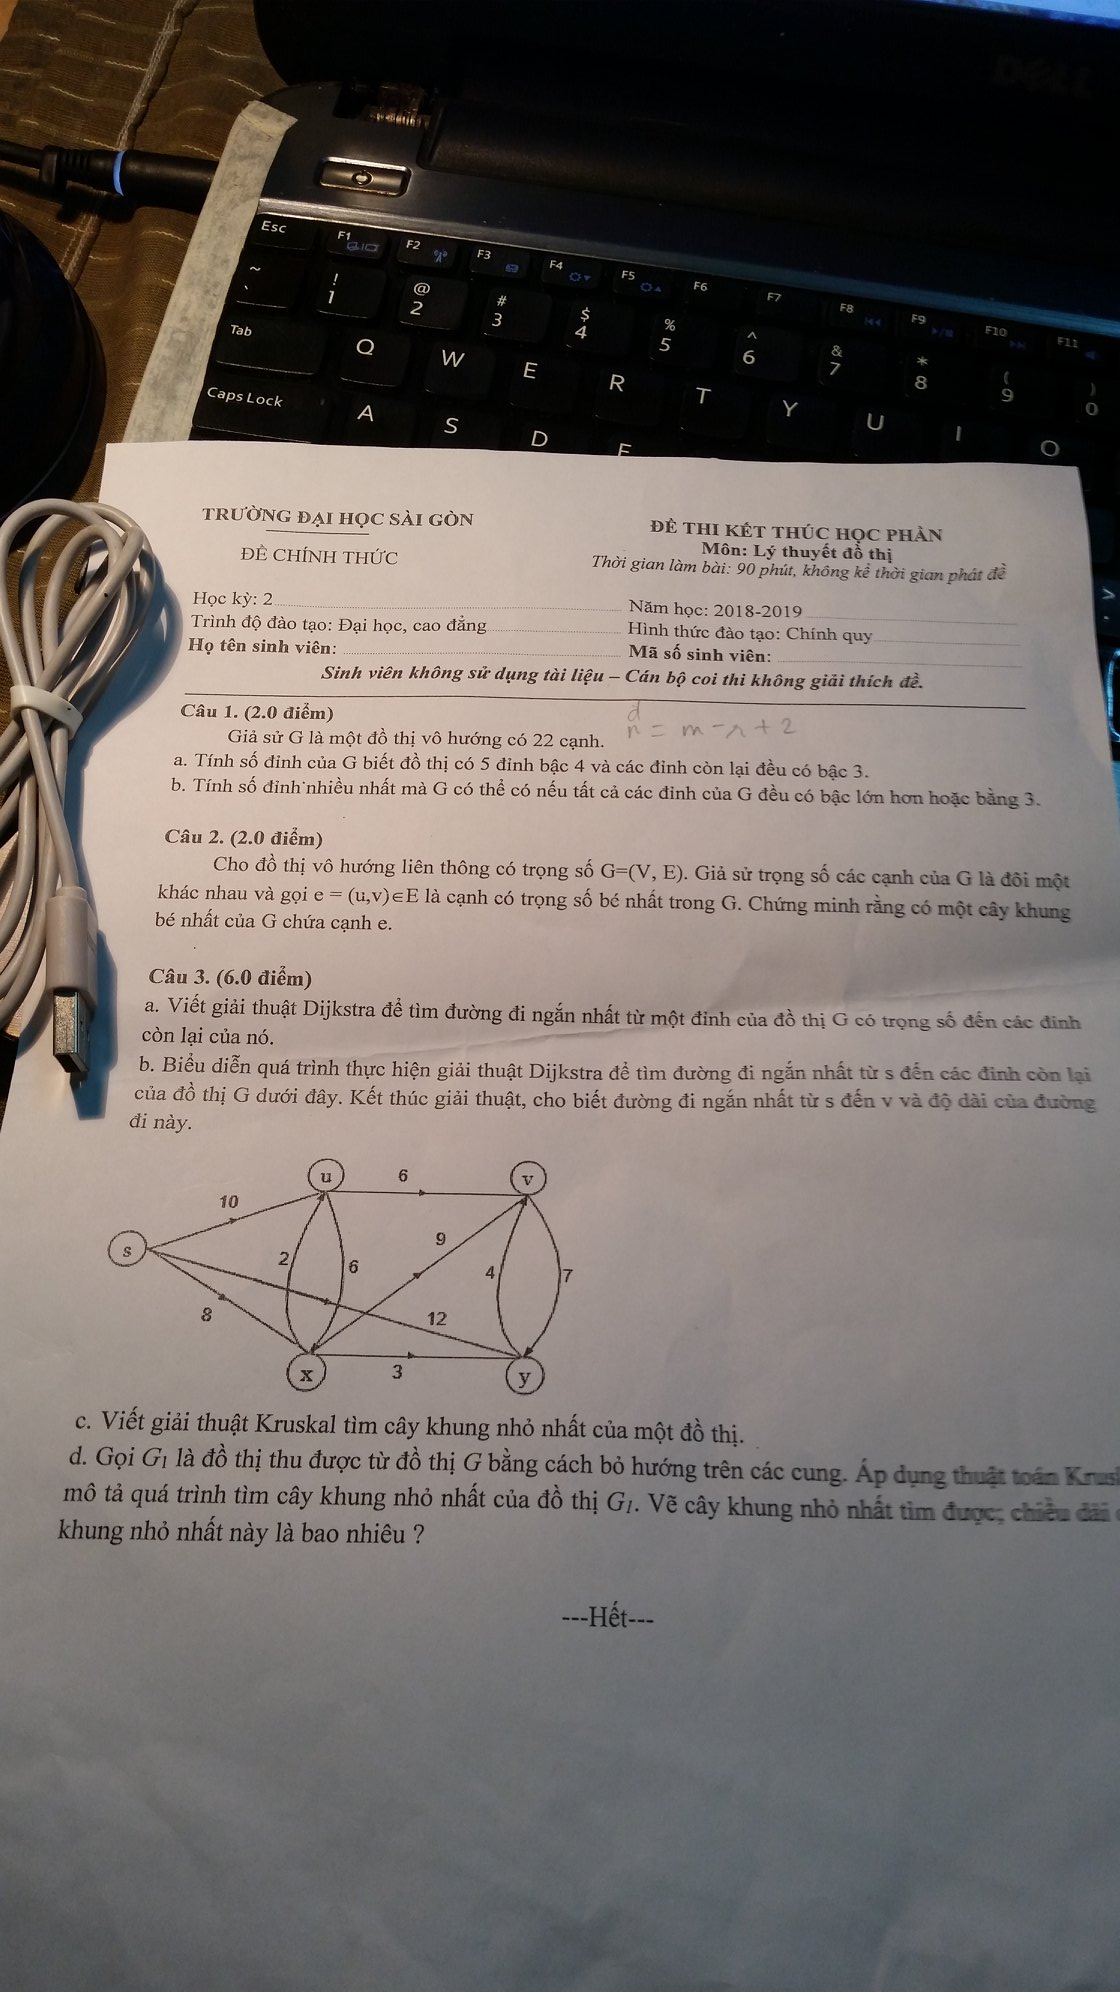 DELL
Esc
F1
F2
F3
F4
F5
F6
F7
F8
F9
F10
F11
~
`
!
1
@
2
#
3
$
4
%
5
^
6
&
7
*
8
(
9
)
0
Tab
Q
W
E
R
T
Y
U
I
O
Caps Lock
A
S
D
F
>
.
TRƯỜNG ĐẠI HỌC SÀI GÒN
ĐỀ CHÍNH THỨC
ĐỀ THI KẾT THÚC HỌC PHẦN
Môn: Lý thuyết đồ thị
Thời gian làm bài: 90 phút, không kể thời gian phát đề
Học kỳ: 2
Năm học: 2018-2019
Trình độ đào tạo: Đại học, cao đẳng
Hình thức đào tạo: Chính quy
Họ tên sinh viên:
Mã số sinh viên:
Sinh viên không sử dụng tài liệu – Cán bộ coi thi không giải thích đề.
Câu 1. (2.0 điểm)
d
n = m - n + 2
Giả sử G là một đồ thị vô hướng có 22 cạnh.
a. Tính số đỉnh của G biết đồ thị có 5 đỉnh bậc 4 và các đỉnh còn lại đều có bậc 3.
b. Tính số đỉnh nhiều nhất mà G có thể có nếu tất cả các đỉnh của G đều có bậc lớn hơn hoặc bằng 3.
Câu 2. (2.0 điểm)
Cho đồ thị vô hướng liên thông có trọng số G=(V, E). Giả sử trọng số các cạnh của G là đôi một
khác nhau và gọi e = (u,v)∈E là cạnh có trọng số bé nhất trong G. Chứng minh rằng có một cây khung
bé nhất của G chứa cạnh e.
Câu 3. (6.0 điểm)
a. Viết giải thuật Dijkstra để tìm đường đi ngắn nhất từ một đỉnh của đồ thị G có trọng số đến các đỉnh
còn lại của nó.
b. Biểu diễn quá trình thực hiện giải thuật Dijkstra để tìm đường đi ngắn nhất từ s đến các đỉnh còn lại
của đồ thị G dưới đây. Kết thúc giải thuật, cho biết đường đi ngắn nhất từ s đến v và độ dài của đường
đi này.
u
6
v
10
s
2
6
9
4
7
8
12
x
3
y
c. Viết giải thuật Kruskal tìm cây khung nhỏ nhất của một đồ thị.
d. Gọi G1 là đồ thị thu được từ đồ thị G bằng cách bỏ hướng trên các cung. Áp dụng thuật toán Krus
mô tả quá trình tìm cây khung nhỏ nhất của đồ thị G1. Vẽ cây khung nhỏ nhất tìm được; chiều dài
khung nhỏ nhất này là bao nhiêu ?
---Hết---